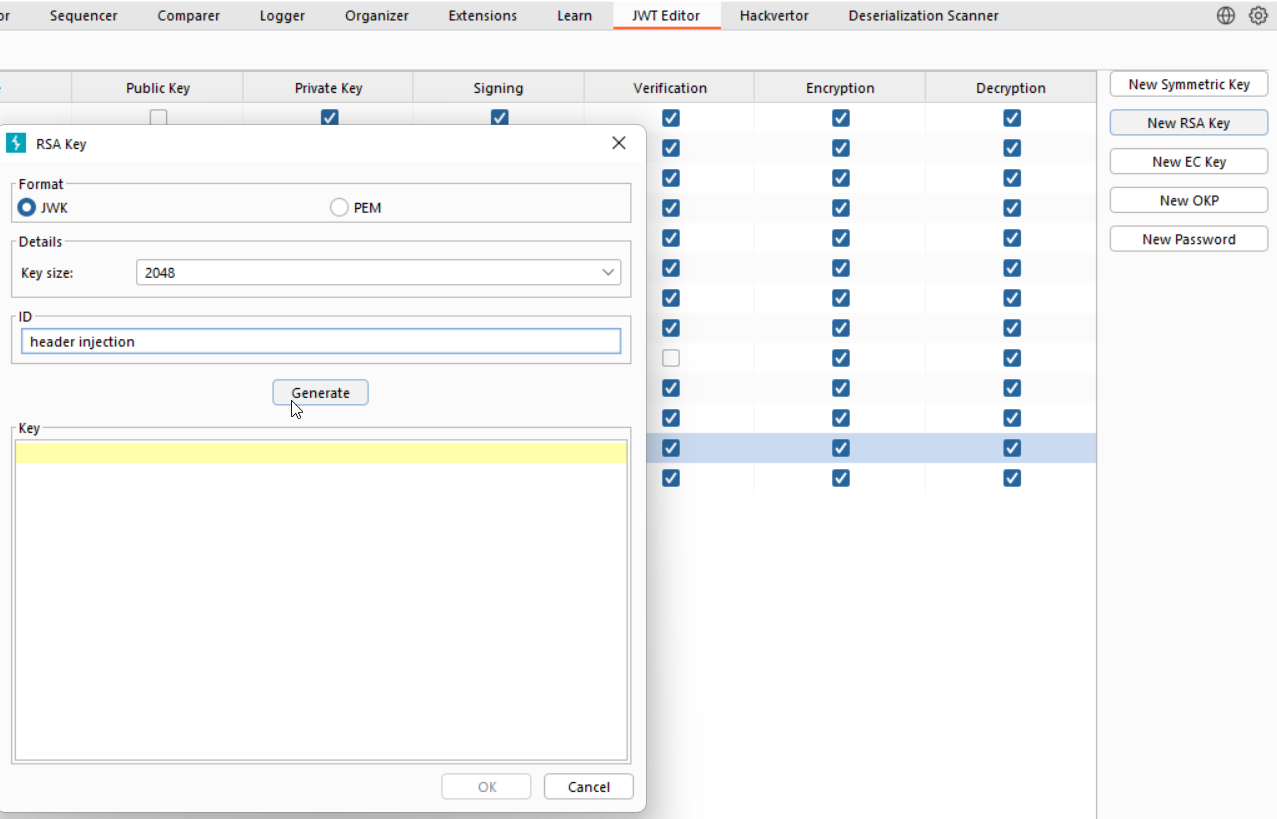 or Sequencer Comparer Logger Organizer Extensions Learn JWT Editor Hackvertor Deserialization Scanner
Public Key Private Key Signing Verification Encryption Decryption
New Symmetric Key
New RSA Key
New EC Key
New OKP
New Password
RSA Key
Format
JWK PEM
Details
Key size: 2048
ID
header injection
Generate
Key
OK Cancel